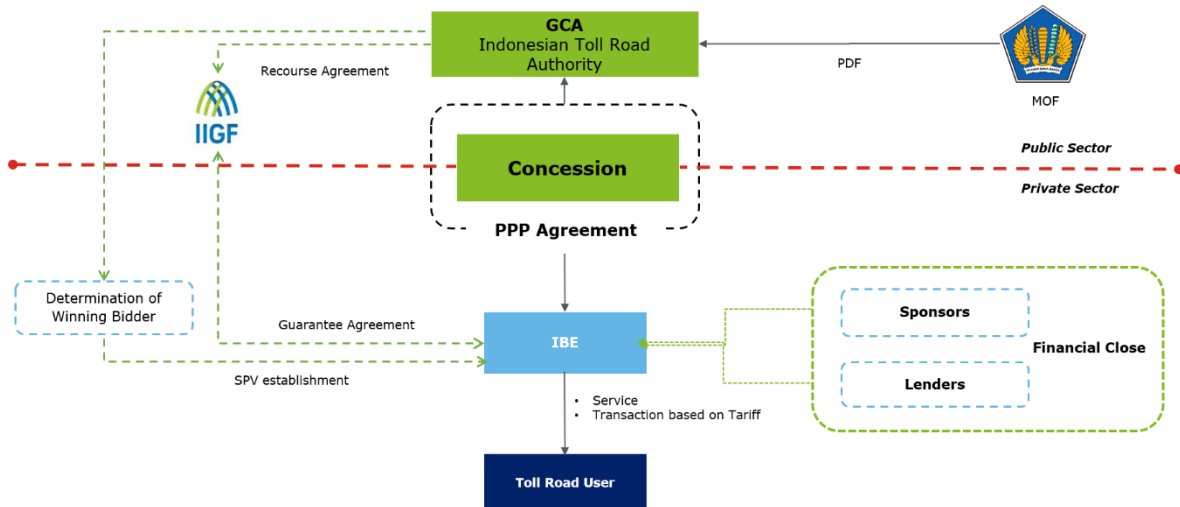 GCA
Indonesian Toll Road
Authority
Recourse Agreement
PDF
MOF
IIGF
Public Sector
Concession
Private Sector
PPP Agreement
Determination of
Winning Bidder
Guarantee Agreement
IBE
SPV establishment
Sponsors
Financial Close
Lenders
• Service
• Transaction based on Tariff
Toll Road User